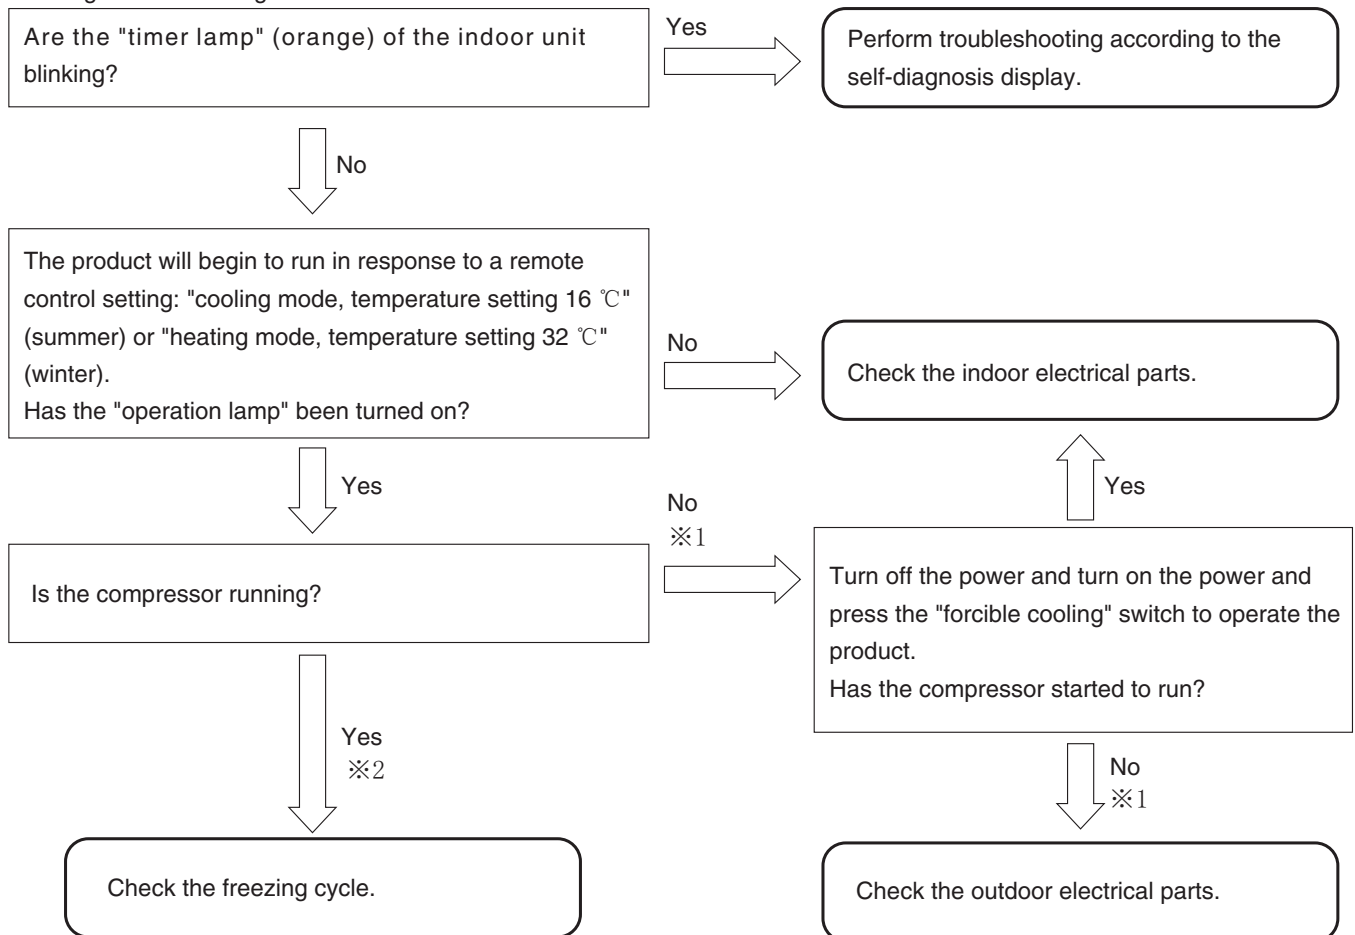 Are the "timer lamp" (orange) of the indoor unit
blinking?
Yes
Perform troubleshooting according to the
self-diagnosis display.
No
The product will begin to run in response to a remote
control setting: "cooling mode, temperature setting 16 ℃"
(summer) or "heating mode, temperature setting 32 ℃"
(winter).
Has the "operation lamp" been turned on?
No
Check the indoor electrical parts.
Yes
Yes
Is the compressor running?
No
※1
Turn off the power and turn on the power and
press the "forcible cooling" switch to operate the
product.
Has the compressor started to run?
Yes
※2
No
※1
Check the freezing cycle.
Check the outdoor electrical parts.